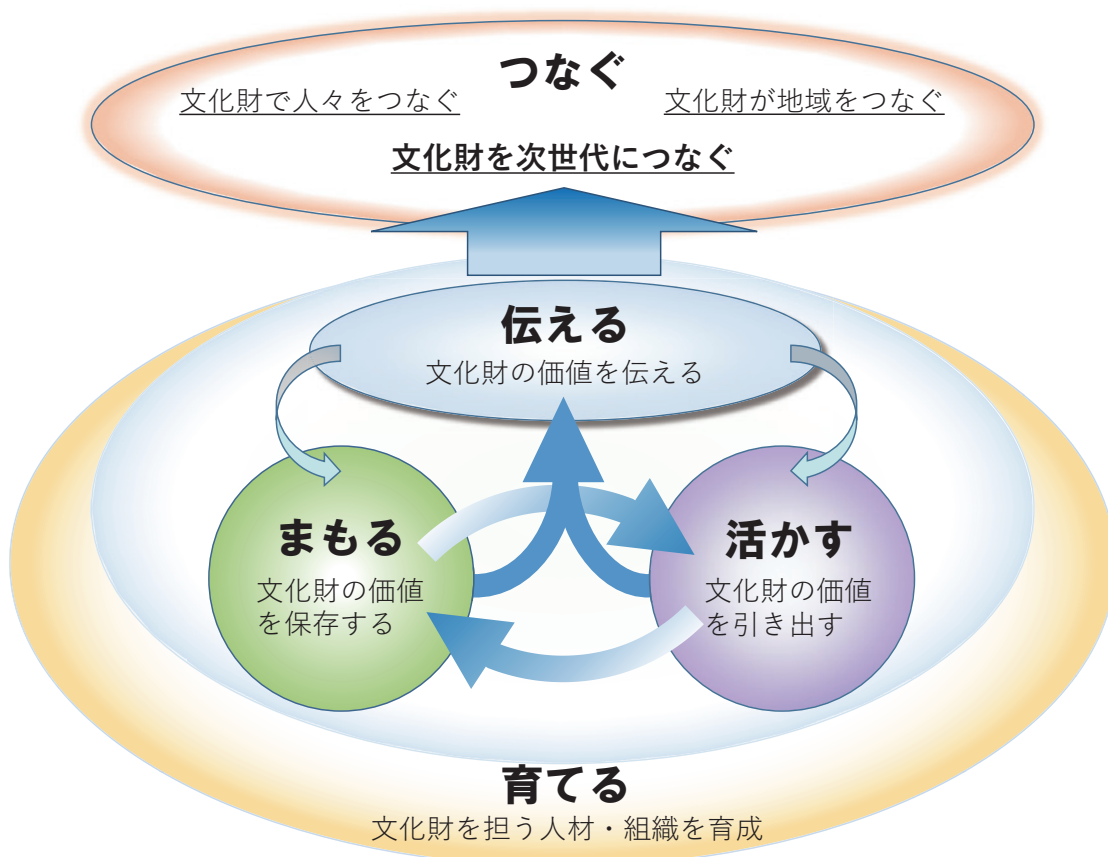 つなぐ
文化財で人々をつなぐ
文化財が地域をつなぐ
文化財を次世代につなぐ
伝える
文化財の価値を伝える
まもる
文化財の価値
を保存する
活かす
文化財の価値
を引き出す
育てる
文化財を担う人材・組織を育成